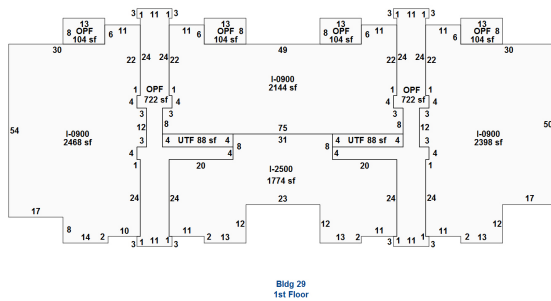 3 1 11 1 3 3 1 11 1 3
13 13 13 13
8 OPF 8 OPF 8 OPF OPF 8
104 sf 6 11 11 6 104 sf 104 sf 6 11 11 6 104 sf
30 49 30
22 24 24 22 22 24 24 22
I-0900
2144 sf
OPF OPF
1 722 sf 1 1 722 sf 1
4 4 4 4
3 3 3 3
54 I-0900 12 8 75 8 12 I-0900 50
2468 sf 2398 sf
4 UTF 88 sf 4 31 4 UTF 88 sf 4
3 8 8 3
4 4 4 4
1 20 I-2500 20 1
1774 sf
17 24 24 23 24 24 17
8 12 12 12
14 2 10 11 2 13 13 2 11 11 2 13
3 1 11 1 3 3 1 11 1 3
Bldg 29
1st Floor